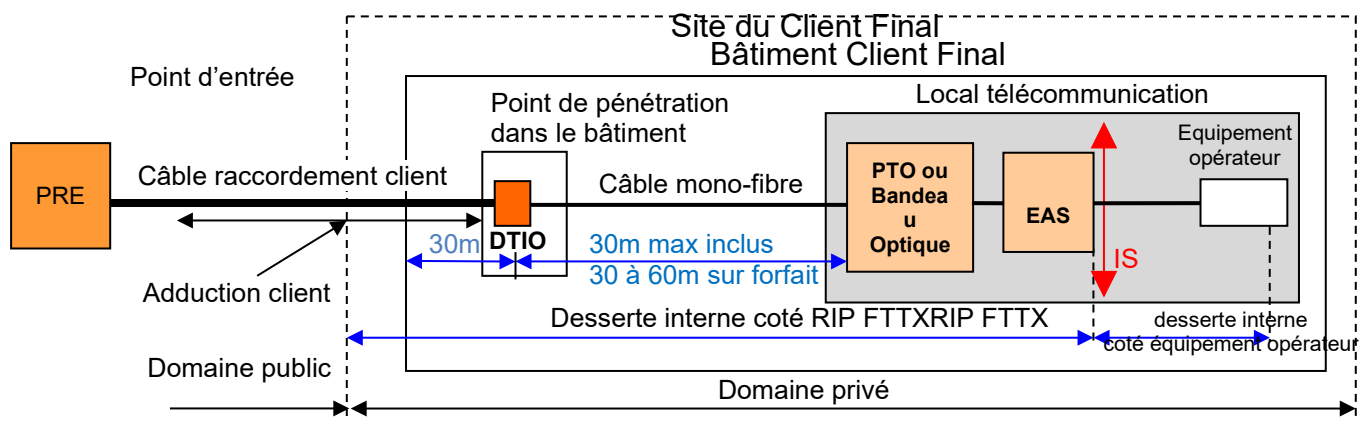 Site du Client Final
Bâtiment Client Final
Point d'entrée
Point de pénétration
dans le bâtiment
Local télécommunication
Equipement
opérateur
PRE
Câble raccordement client
Câble mono-fibre
PTO ou
Bandea
u
Optique
EAS
DTIO
30m
30m max inclus
30 à 60m sur forfait
IS
Adduction client
Desserte interne coté RIP FTTXRIP FTTX
desserte interne
coté équipement opérateur
Domaine public
Domaine privé